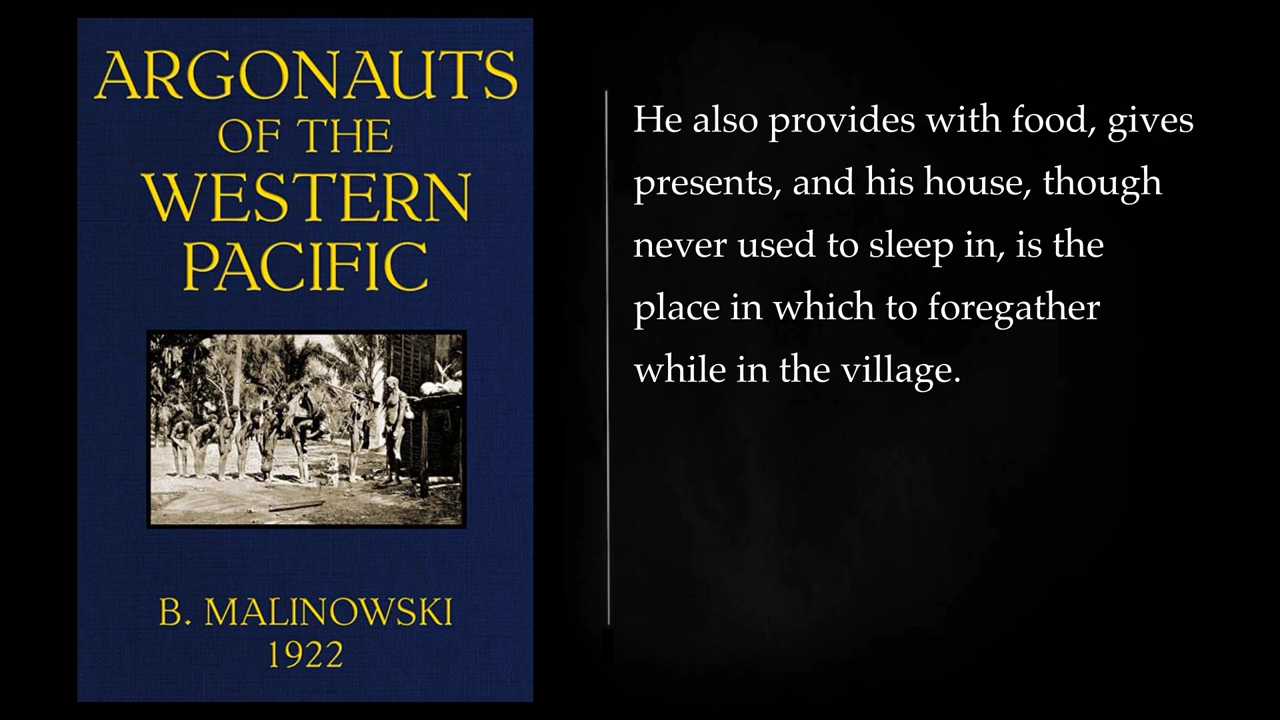 ARGONAUTS
OF THE
WESTERN
PACIFIC
B. MALINOWSKI
1922
He also provides with food, gives
presents, and his house, though
never used to sleep in, is the
place in which to foregather
while in the village.